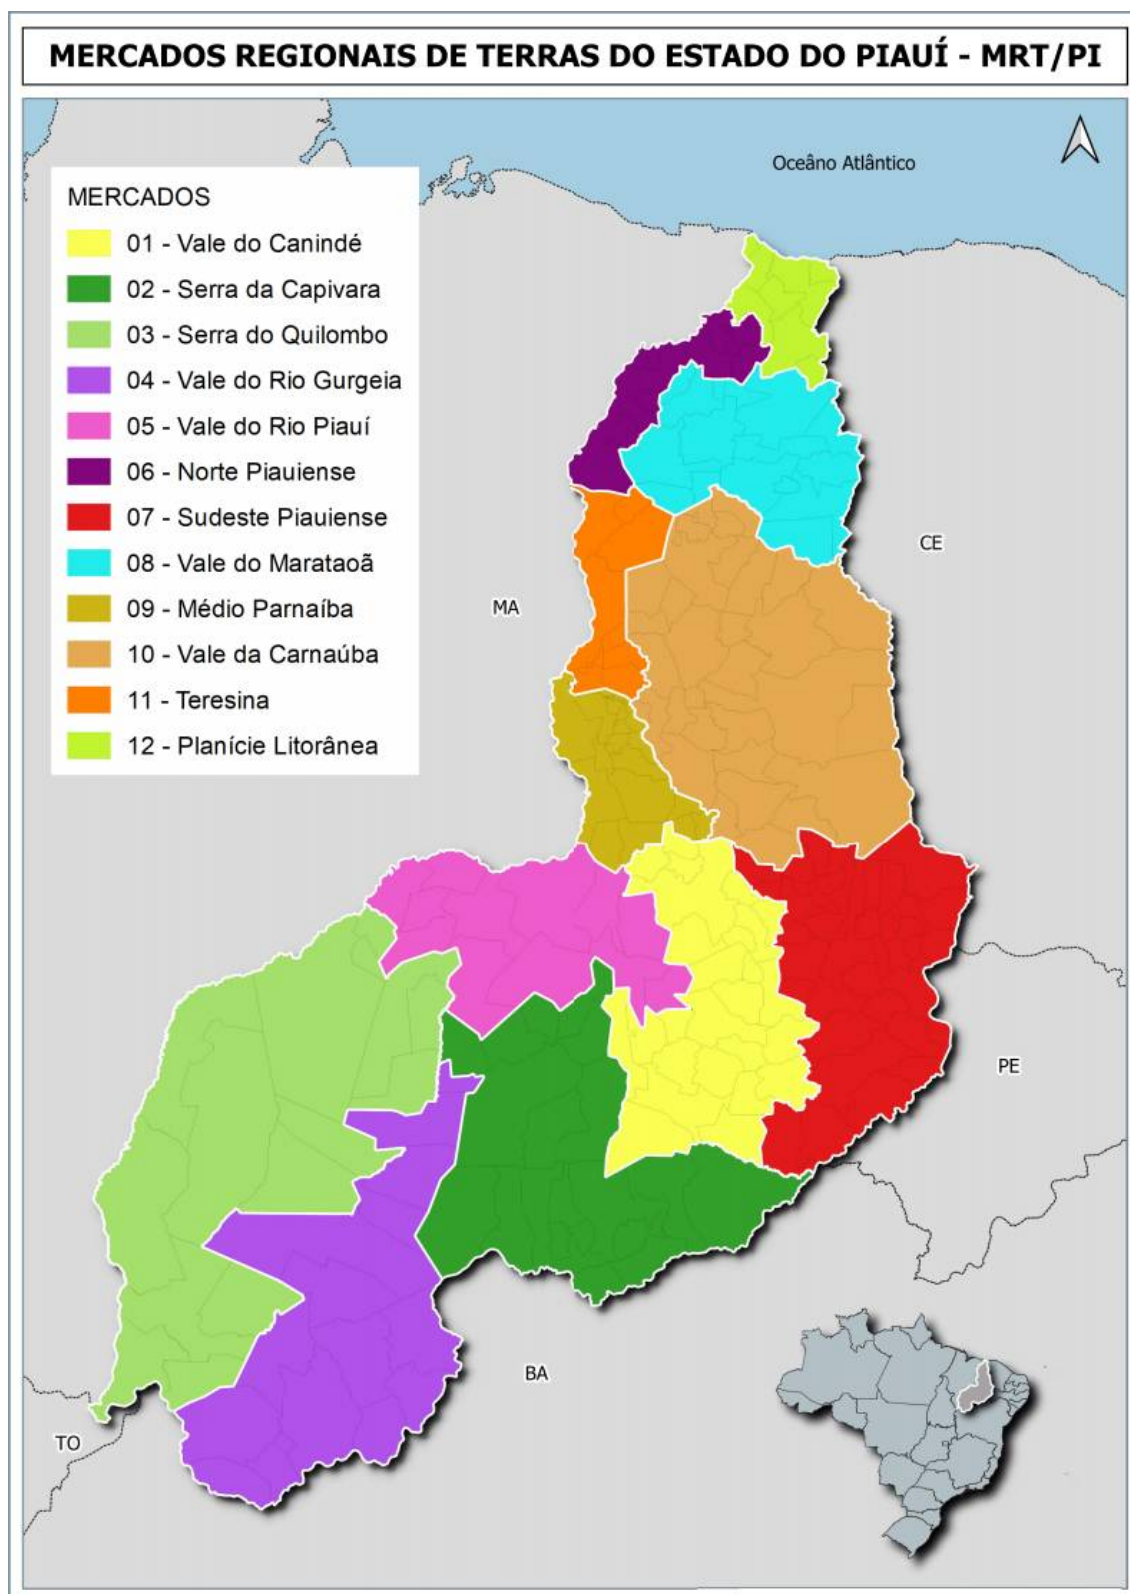 MERCADOS REGIONAIS DE TERRAS DO ESTADO DO PIAUÍ - MRT/PI
Oceâno Atlântico
MERCADOS
01 - Vale do Canindé
02 - Serra da Capivara
03 - Serra do Quilombo
04 - Vale do Rio Gurgeia
05 - Vale do Rio Piauí
06 - Norte Piauiense
07 - Sudeste Piauiense
08 - Vale do Marataoã
09 - Médio Parnaíba
10 - Vale da Carnaúba
11 - Teresina
12 - Planície Litorânea
CE
MA
PE
BA
TO